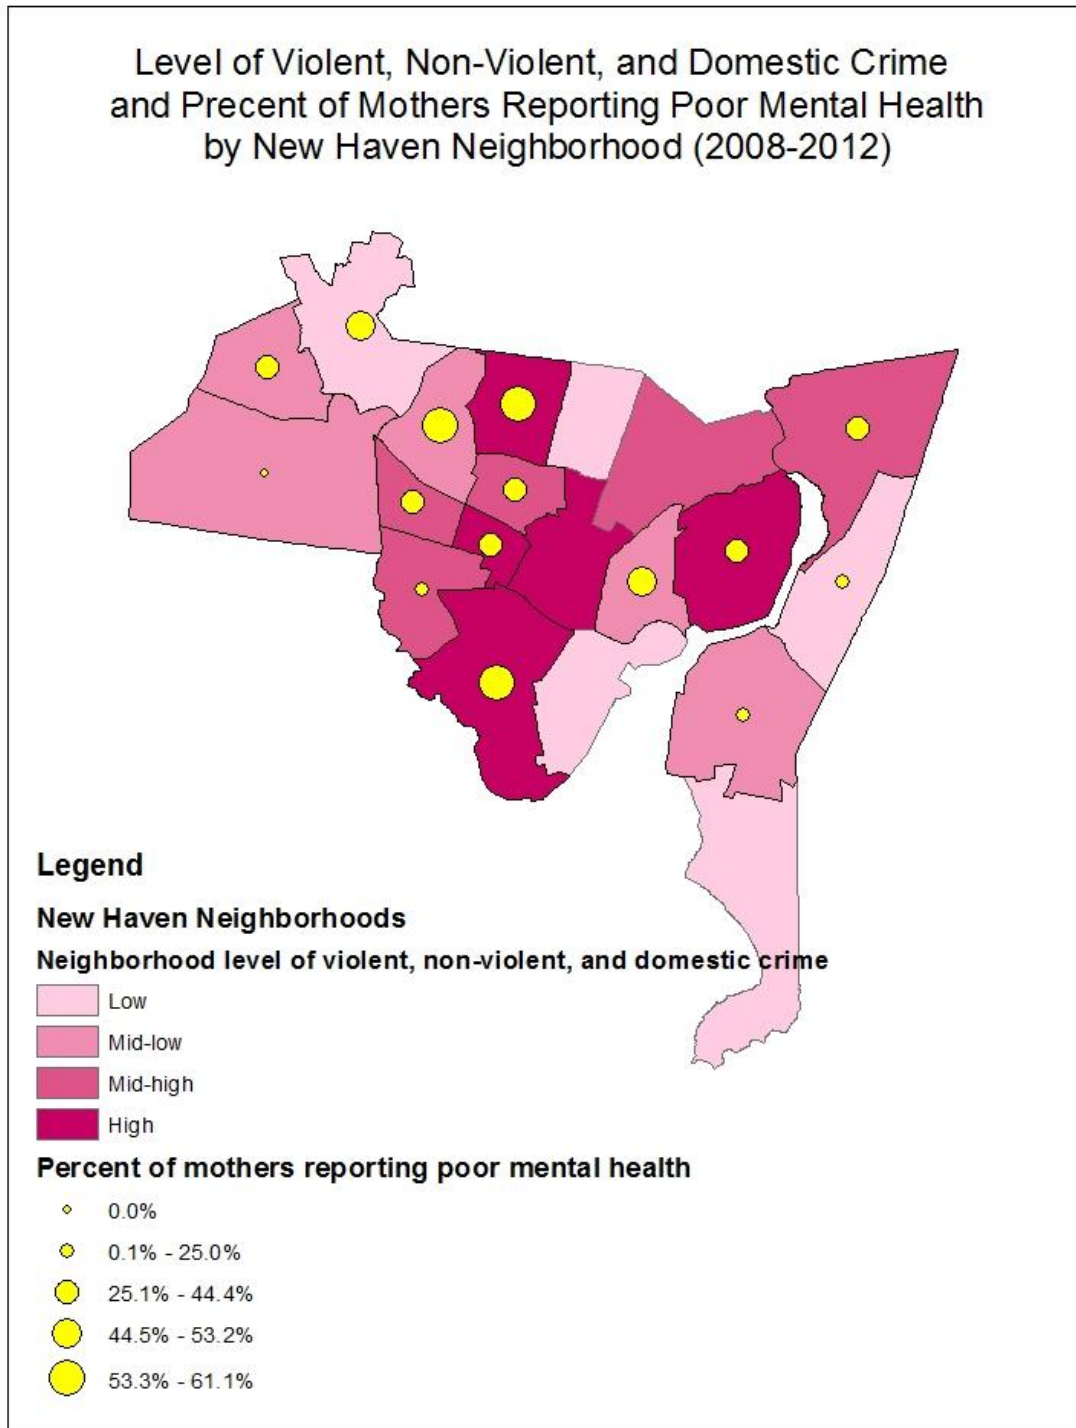 Level of Violent, Non-Violent, and Domestic Crime
and Precent of Mothers Reporting Poor Mental Health
by New Haven Neighborhood (2008-2012)
Legend
New Haven Neighborhoods
Neighborhood level of violent, non-violent, and domestic crime
Low
Mid-low
Mid-high
High
Percent of mothers reporting poor mental health
0.0%
0.1% - 25.0%
25.1% - 44.4%
44.5% - 53.2%
53.3% - 61.1%